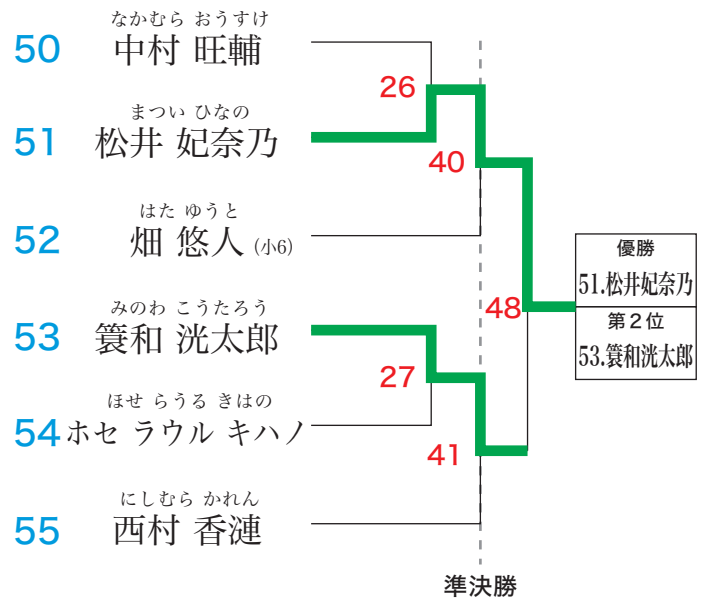 なかむら おうすけ
50 中村 旺輔
26
まつい ひなの
51 松井 妃奈乃
40
はた ゆうと
52 畑 悠人 (小6)
優勝
51.松井妃奈乃
48
第2位
53.簑和洸太郎
みのわ こうたろう
53 簑和 洸太郎
27
ほせ らうる きはの
54 ホセ ラウル キハノ
41
にしむら かれん
55 西村 香漣
準決勝